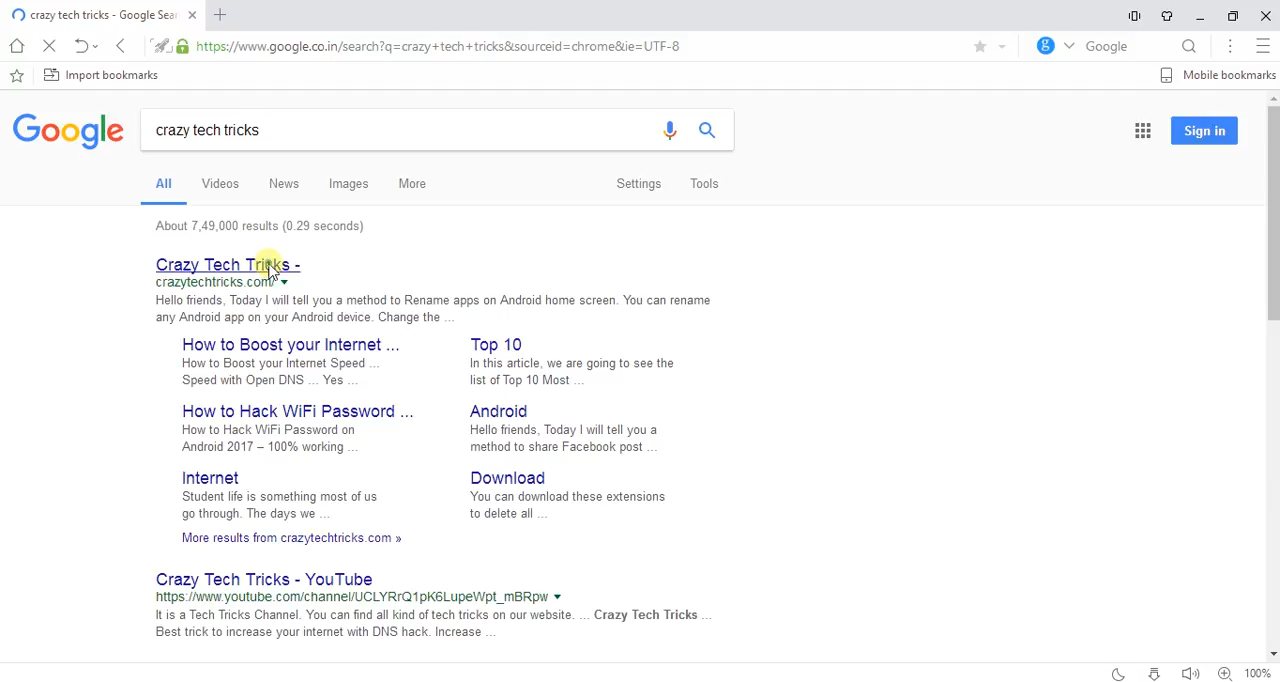 crazy tech tricks - Google Sear
https://www.google.co.in/search?q=crazy+tech+tricks&sourceid=chrome&ie=UTF-8
Google
Import bookmarks
Mobile bookmarks
Google
crazy tech tricks
Sign in
All Videos News Images More Settings Tools
About 7,49,000 results (0.29 seconds)
Crazy Tech Tricks -
crazytechtricks.com/
Hello friends, Today I will tell you a method to Rename apps on Android home screen. You can rename
any Android app on your Android device. Change the ...
How to Boost your Internet ...
How to Boost your Internet Speed ...
Speed with Open DNS ... Yes ...
Top 10
In this article, we are going to see the
list of Top 10 Most ...
How to Hack WiFi Password ...
How to Hack WiFi Password on
Android 2017 – 100% working ...
Android
Hello friends, Today I will tell you a
method to share Facebook post ...
Internet
Student life is something most of us
go through. The days we ...
Download
You can download these extensions
to delete all ...
More results from crazytechtricks.com »
Crazy Tech Tricks - YouTube
https://www.youtube.com/channel/UCLYRrQ1pK6LupeWpt_mBRpw
It is a Tech Tricks Channel. You can find all kind of tech tricks on our website. ... Crazy Tech Tricks ...
Best trick to increase your internet with DNS hack. Increase ...
100%